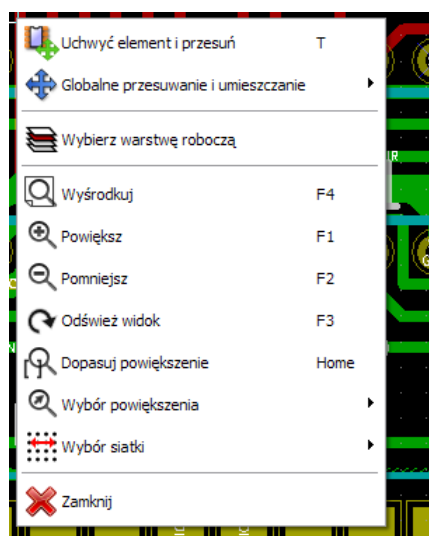 Uchwyć element i przesuń T
Globalne przesuwanie i umieszczanie
Wybierz warstwę roboczą
Wyśrodkuj F4
Powiększ F1
Pomniejsz F2
Odśwież widok F3
Dopasuj powiększenie Home
Wybór powiększenia
Wybór siatki
Zamknij